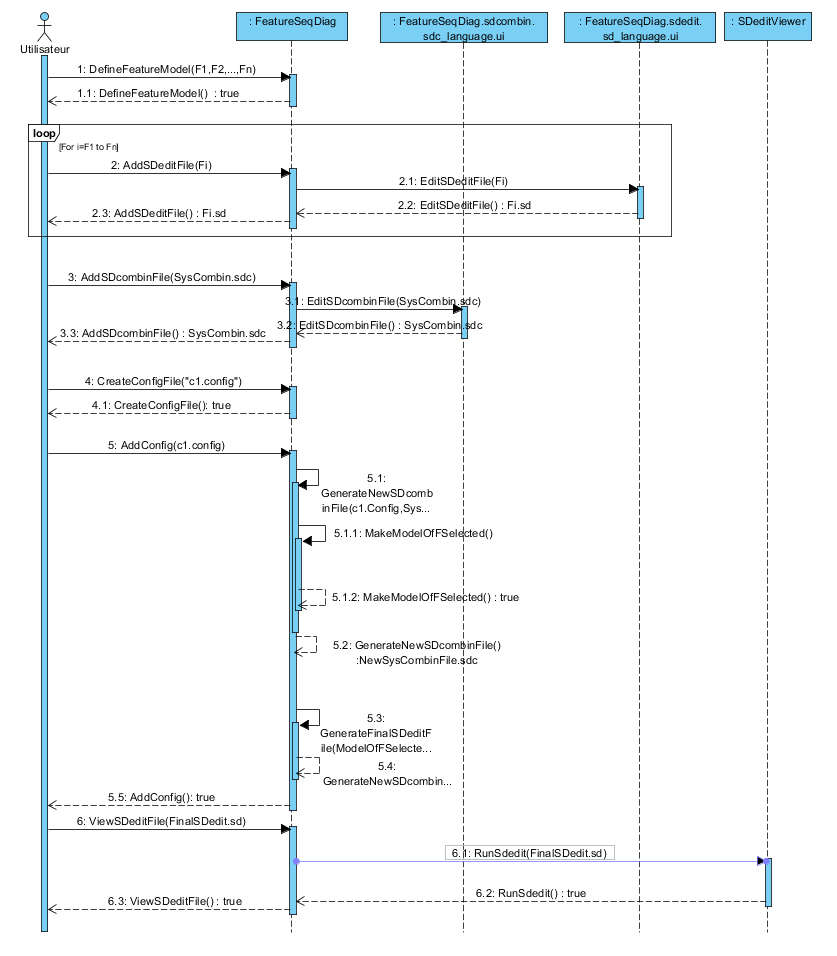 : FeatureSeqDiag
: FeatureSeqDiag.sdcombin.
sdc_language.ui
: FeatureSeqDiag.sdedit.
sd_language.ui
: SDeditViewer
Utilisateur
1: DefineFeatureModel(F1,F2,...,Fn)
1.1: DefineFeatureModel() : true
loop
[For i=F1 to Fn]
2: AddSDeditFile(Fi)
2.1: EditSDeditFile(Fi)
2.2: EditSDeditFile() : Fi.sd
2.3: AddSDeditFile() : Fi.sd
3: AddSDcombinFile(SysCombin.sdc)
3.1: EditSDcombinFile(SysCombin.sdc)
3.2: EditSDcombinFile() : SysCombin.sdc
3.3: AddSDcombinFile() : SysCombin.sdc
4: CreateConfigFile("c1.config")
4.1: CreateConfigFile(): true
5: AddConfig(c1.config)
5.1:
GenerateNewSDcomb
inFile(c1.Config,Sys...
5.1.1: MakeModelOfFSelected()
5.1.2: MakeModelOfFSelected() : true
5.2: GenerateNewSDcombinFile()
:NewSysCombinFile.sdc
5.3:
GenerateFinalSDeditF
ile(ModelOfFSelecte...
5.4:
GenerateNewSDcombin...
5.5: AddConfig(): true
6: ViewSDeditFile(FinalSDedit.sd)
6.1: RunSdedit(FinalSDedit.sd)
6.2: RunSdedit() : true
6.3: ViewSDeditFile() : true